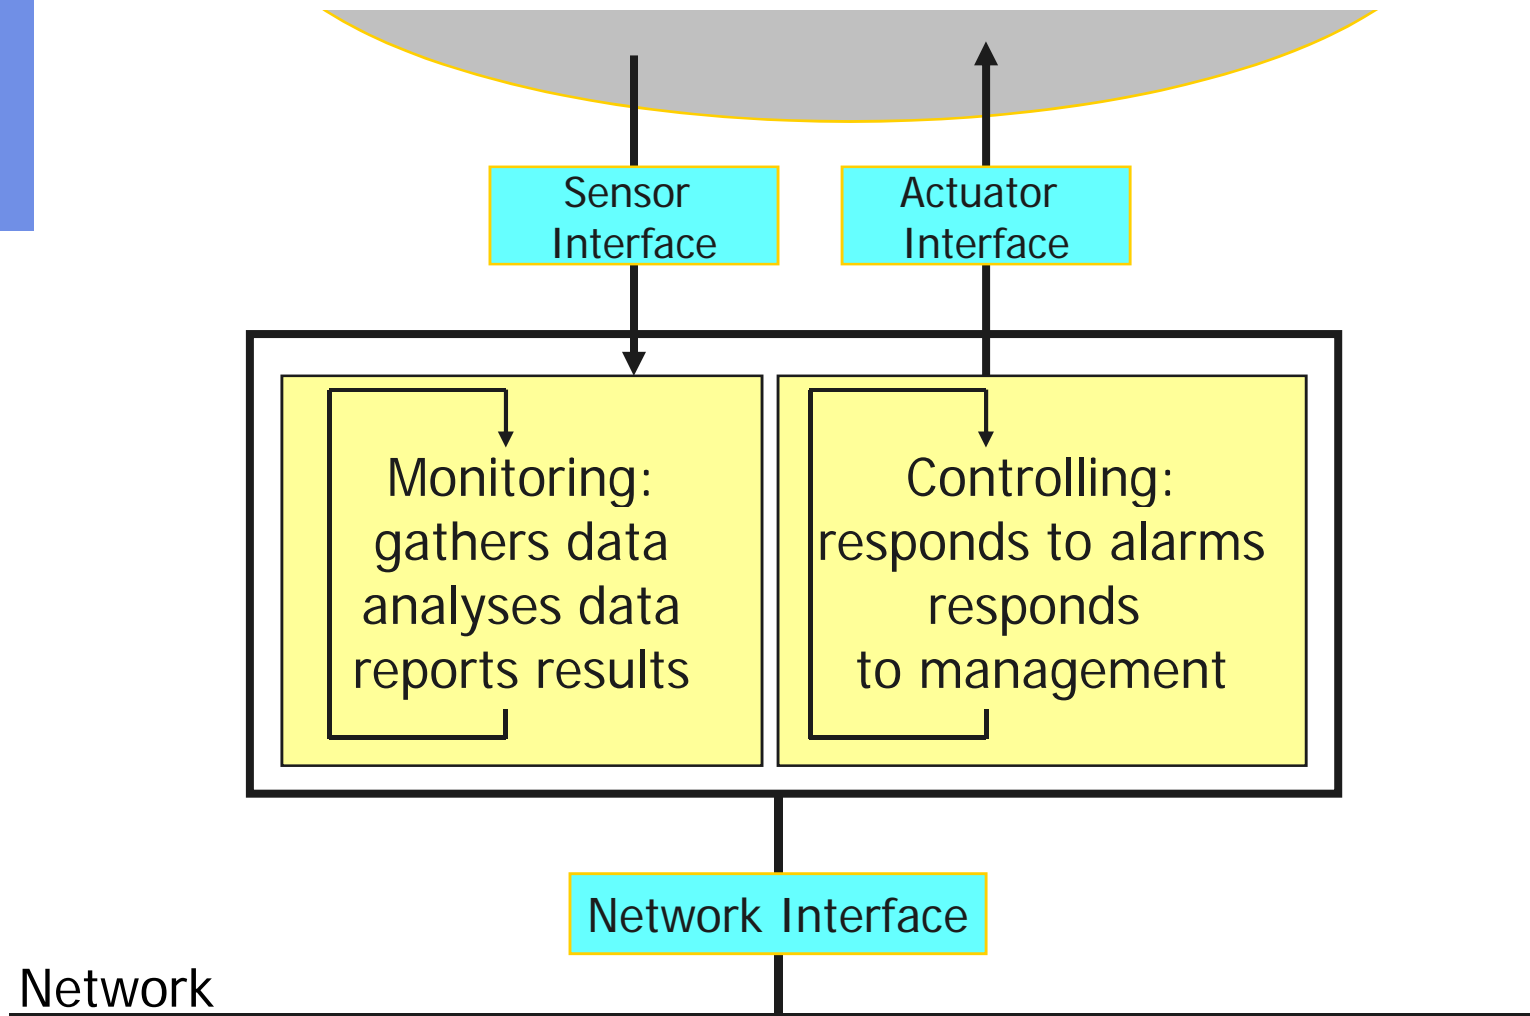 Sensor
Interface
Actuator
Interface
Monitoring:
gathers data
analyses data
reports results
Controlling:
responds to alarms
responds
to management
Network Interface
Network